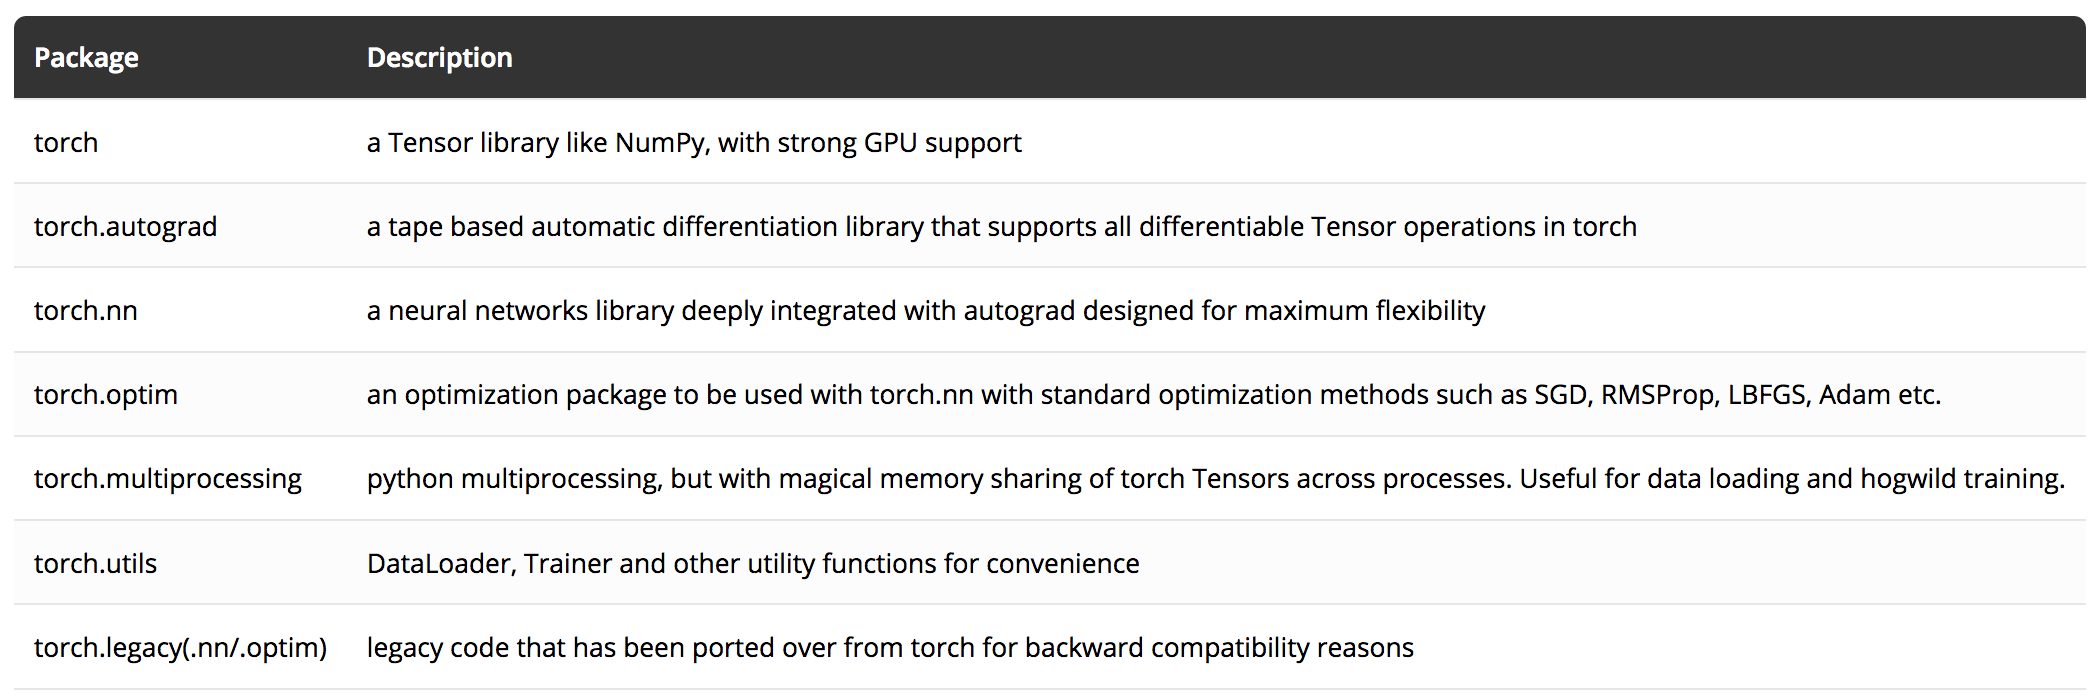 Package Description
torch a Tensor library like NumPy, with strong GPU support
torch.autograd a tape based automatic differentiation library that supports all differentiable Tensor operations in torch
torch.nn a neural networks library deeply integrated with autograd designed for maximum flexibility
torch.optim an optimization package to be used with torch.nn with standard optimization methods such as SGD, RMSProp, LBFGS, Adam etc.
torch.multiprocessing python multiprocessing, but with magical memory sharing of torch Tensors across processes. Useful for data loading and hogwild training.
torch.utils DataLoader, Trainer and other utility functions for convenience
torch.legacy(.nn/.optim) legacy code that has been ported over from torch for backward compatibility reasons